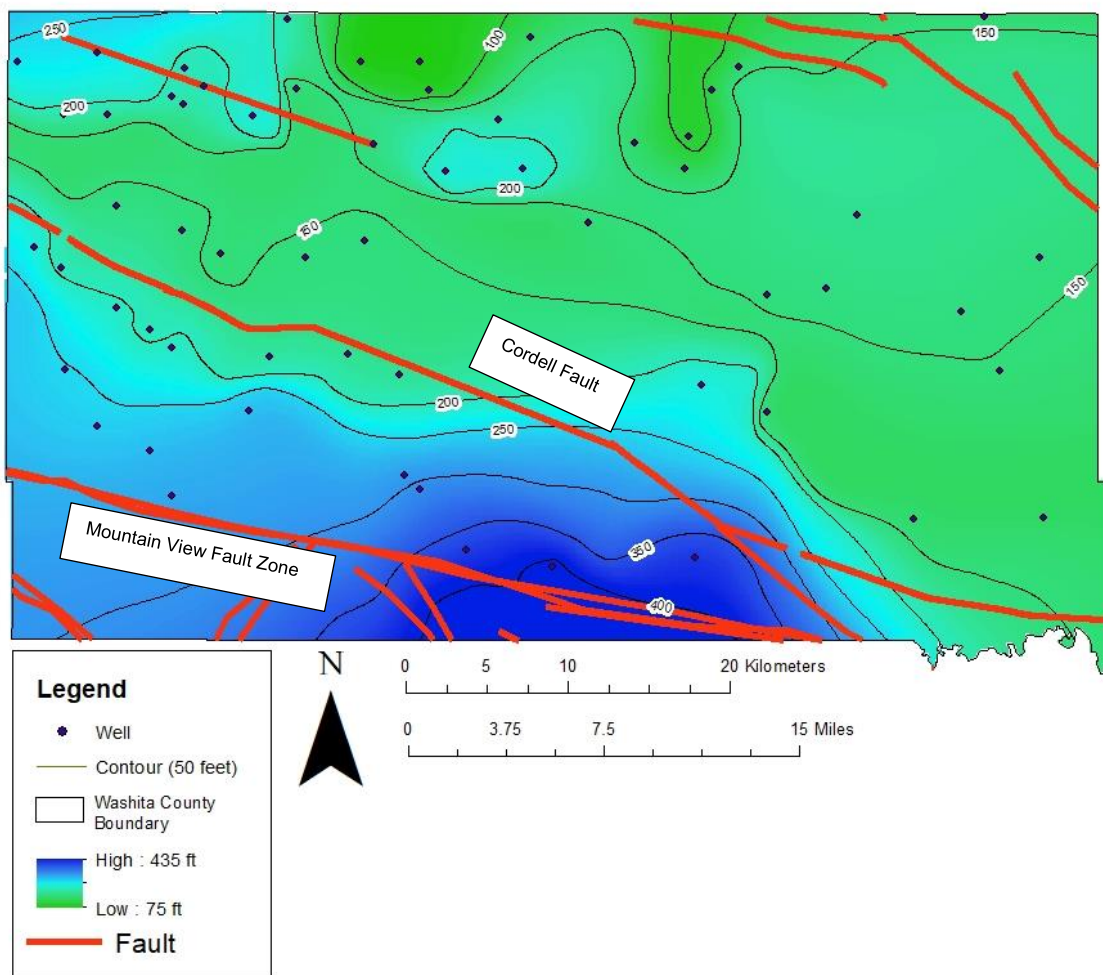 250
100
150
200
200
150
150
Cordell Fault
200
250
Mountain View Fault Zone
350
400
N
0 5 10 20 Kilometers
0 3.75 7.5 15 Miles
Legend
Well
Contour (50 feet)
Washita County
Boundary
High : 435 ft
Low : 75 ft
Fault